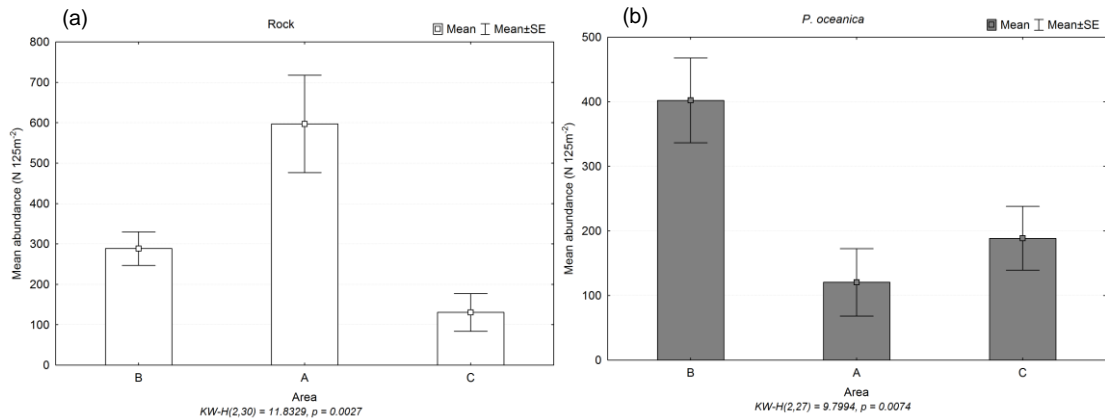 (a)
Rock
Mean Mean±SE
Mean abundance (N 125m⁻²)
800
700
600
500
400
300
200
100
0
B A C
Area
KW-H(2,30) = 11.8329, p = 0.0027
(b)
P. oceanica
Mean Mean±SE
Mean abundance (N 125m⁻²)
500
400
300
200
100
0
B A C
Area
KW-H(2,27) = 9.7994, p = 0.0074